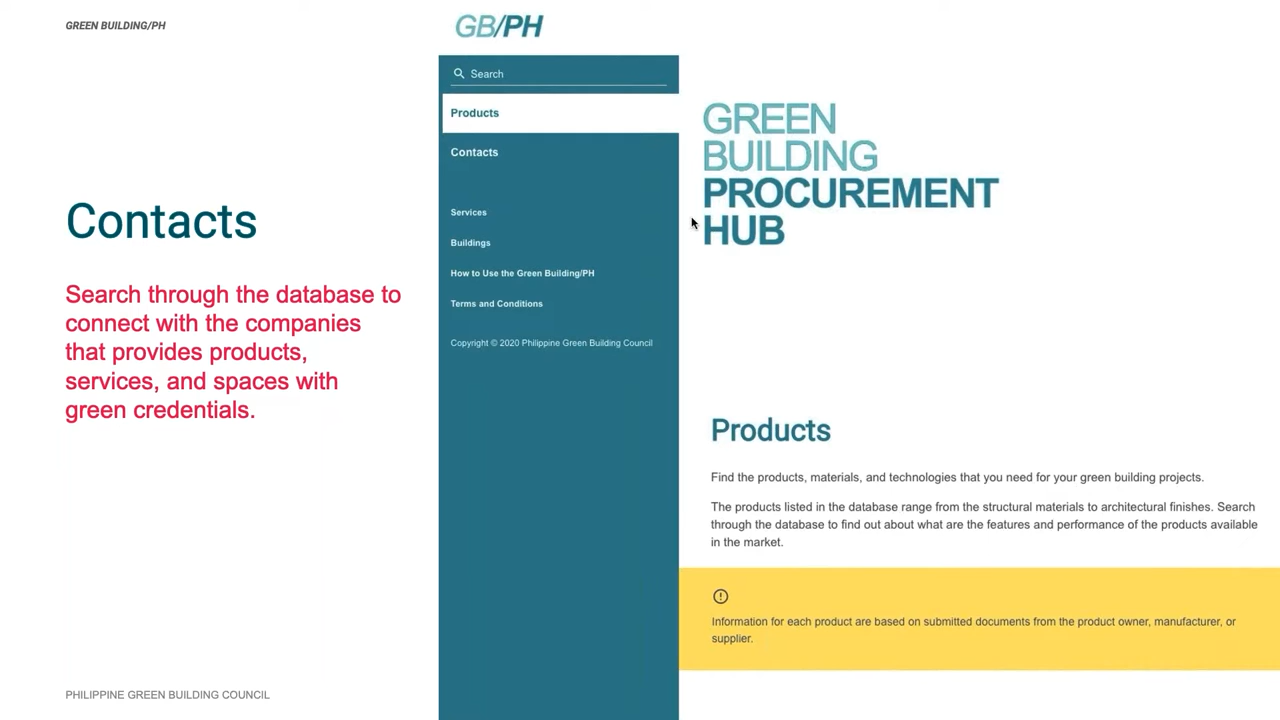 GREEN BUILDING/PH
Contacts
Search through the database to
connect with the companies
that provides products,
services, and spaces with
green credentials.
PHILIPPINE GREEN BUILDING COUNCIL
GB/PH
Search
Products
Contacts
Services
Buildings
How to Use the Green Building/PH
Terms and Conditions
Copyright © 2020 Philippine Green Building Council
GREEN
BUILDING
PROCUREMENT
HUB
Products
Find the products, materials, and technologies that you need for your green building projects.
The products listed in the database range from the structural materials to architectural finishes. Search
through the database to find out about what are the features and performance of the products available
in the market.
Information for each product are based on submitted documents from the product owner, manufacturer, or
supplier.